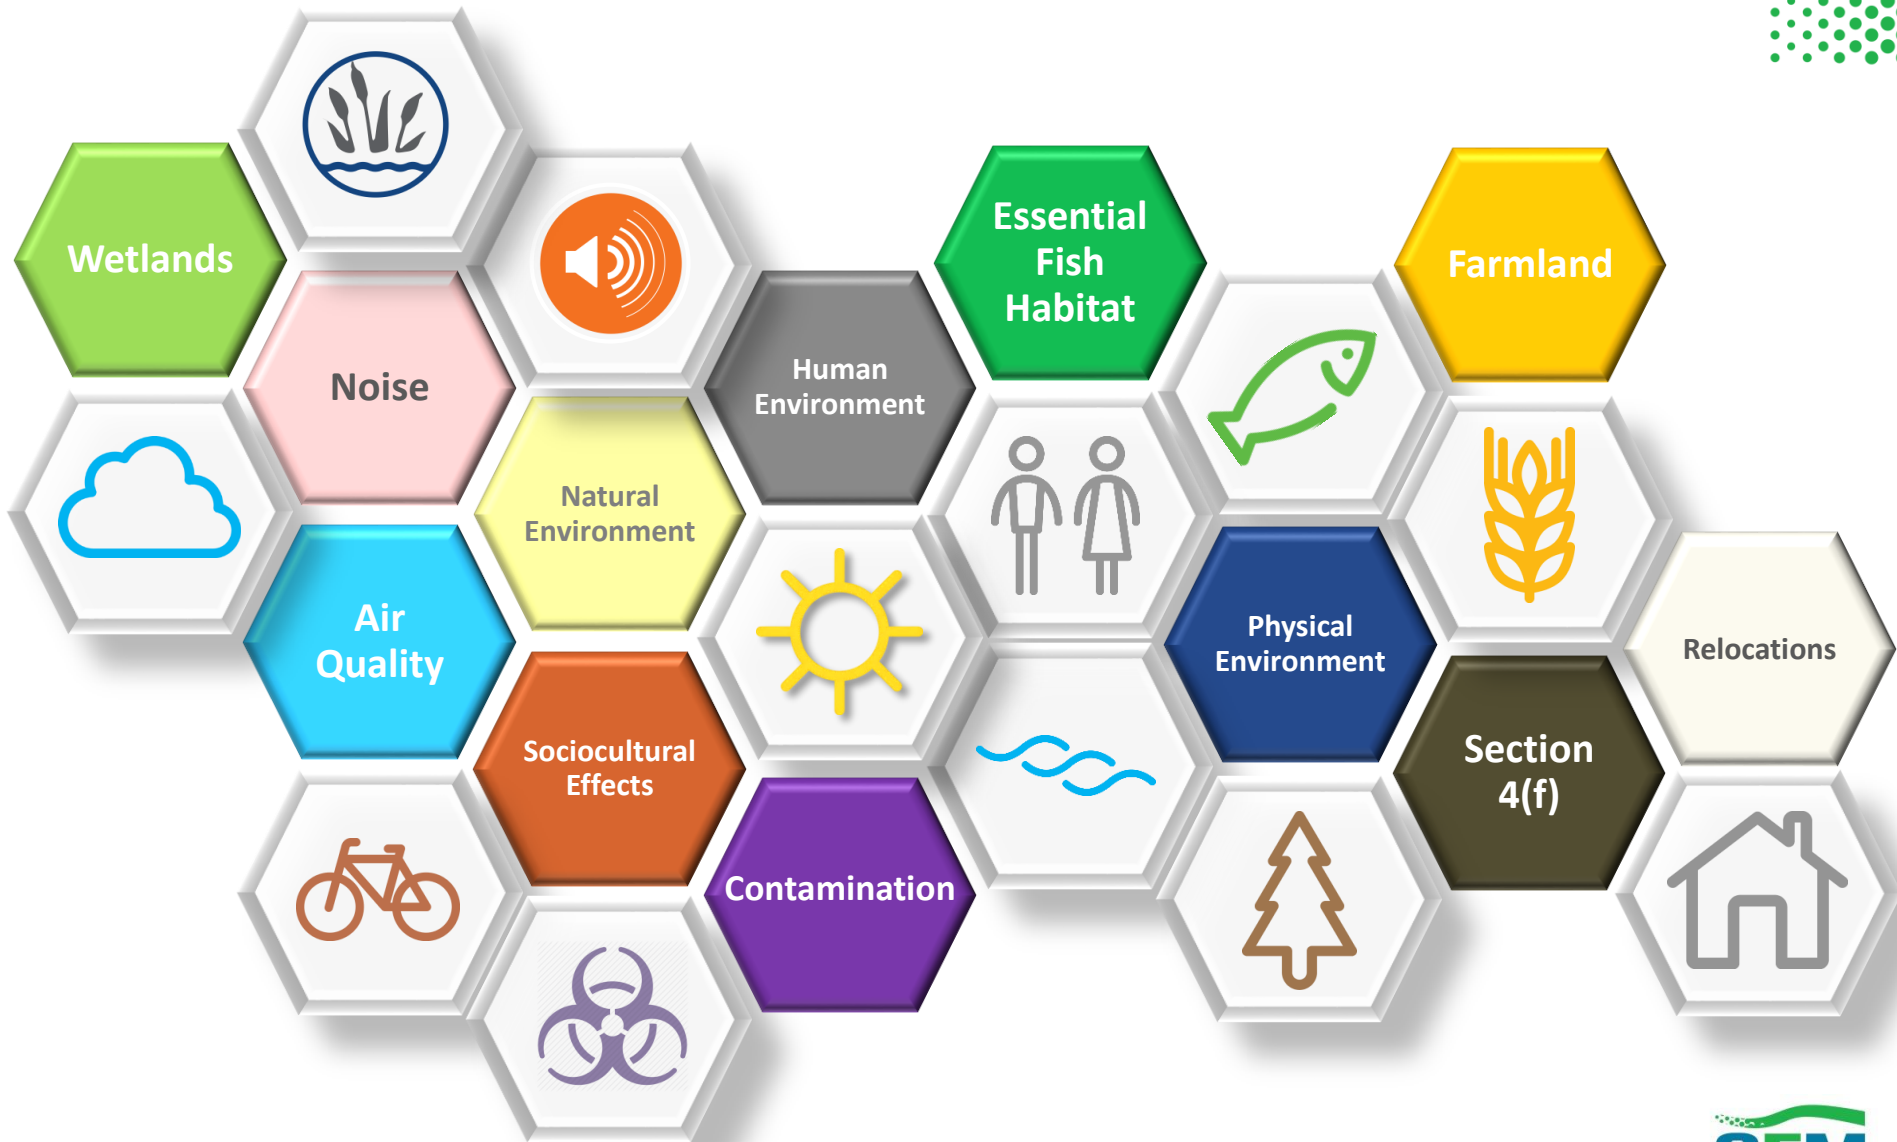 Wetlands
Noise
Air
Quality
Natural
Environment
Sociocultural
Effects
Human
Environment
Contamination
Essential
Fish
Habitat
Physical
Environment
Farmland
Section
4(f)
Relocations